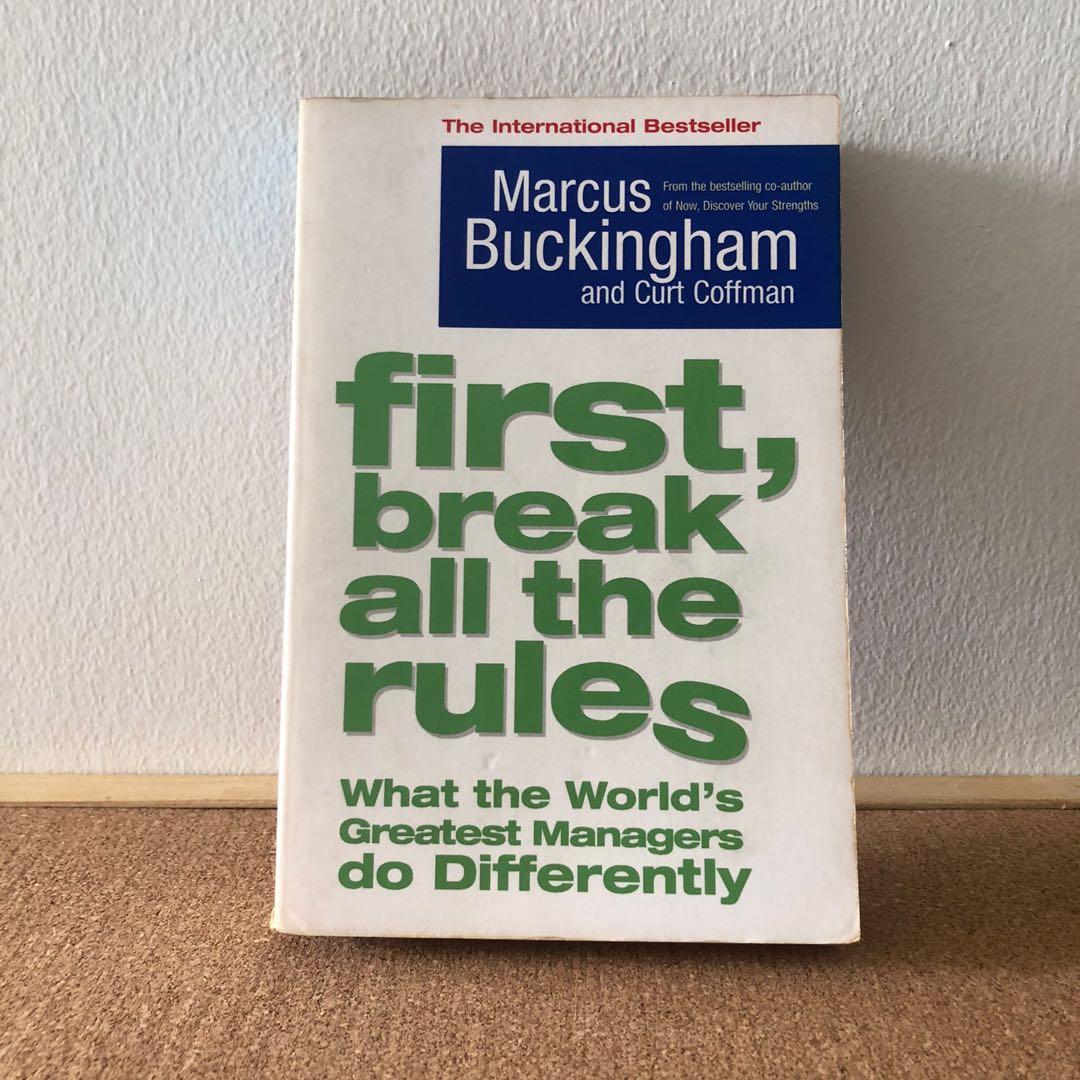 The International Bestseller
Marcus
From the bestselling co-author
of Now, Discover Your Strengths
Buckingham
and Curt Coffman
first,
break
all the
rules
What the World's
Greatest Managers
do Differently